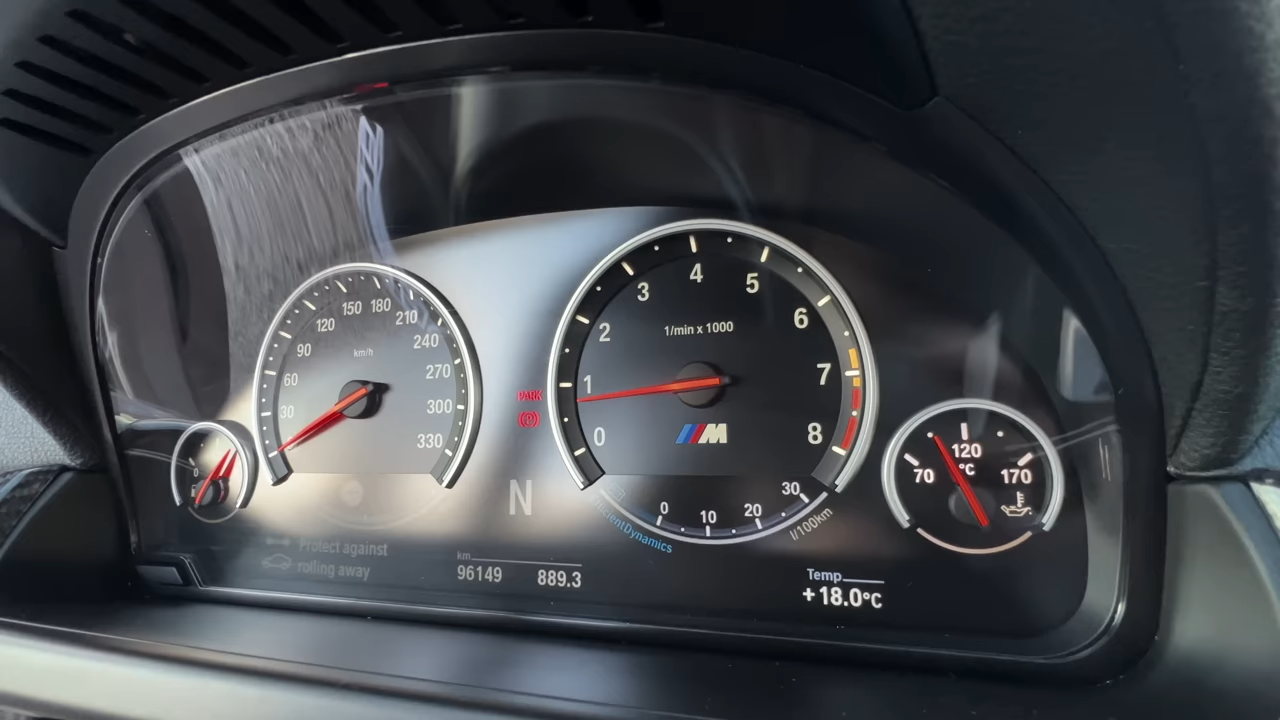 30
60
90
120
150
180
210
240
270
300
330
km/h
0
PARK
(P)
0
1
2
3
4
5
6
7
8
1/min x 1000
M
N
0
10
20
30
l/100km
70
120
170
°C
Protect against
rolling away
km
96149
889.3
Temp
+18.0°C